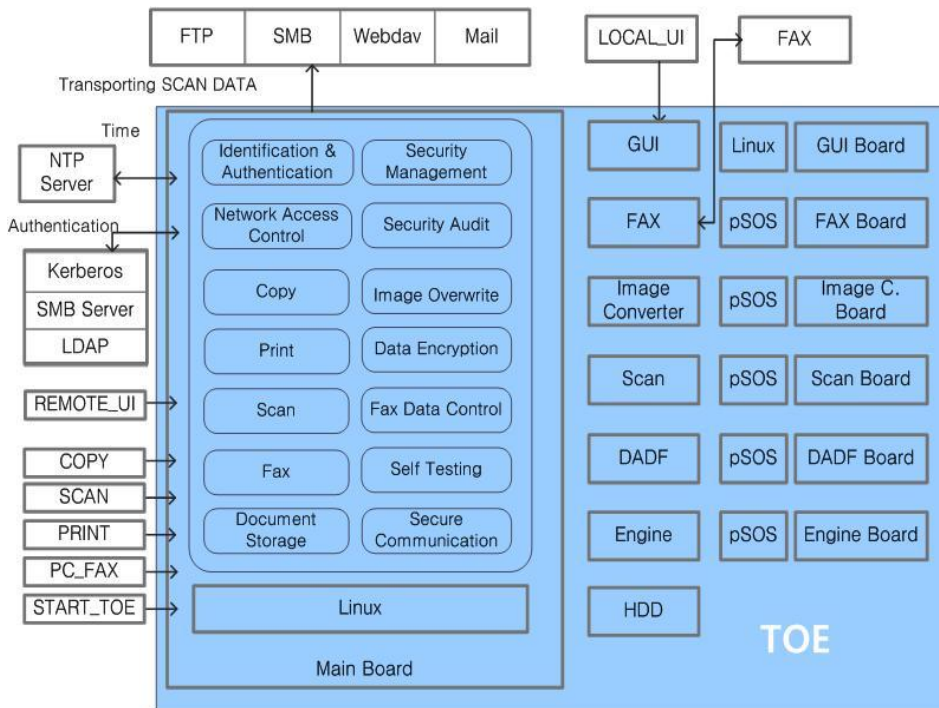 FTP SMB Webdav Mail
LOCAL_UI
FAX
Transporting SCAN DATA
Time
NTP
Server
Authentication
Kerberos
SMB Server
LDAP
REMOTE_UI
COPY
SCAN
PRINT
PC_FAX
START_TOE
Identification &
Authentication
Security
Management
Network Access
Control
Security Audit
Copy
Image Overwrite
Print
Data Encryption
Scan
Fax Data Control
Fax
Self Testing
Document
Storage
Secure
Communication
Linux
Main Board
GUI
Linux
GUI Board
FAX
pSOS
FAX Board
Image
Converter
pSOS
Image C.
Board
Scan
pSOS
Scan Board
DADF
pSOS
DADF Board
Engine
pSOS
Engine Board
HDD
TOE